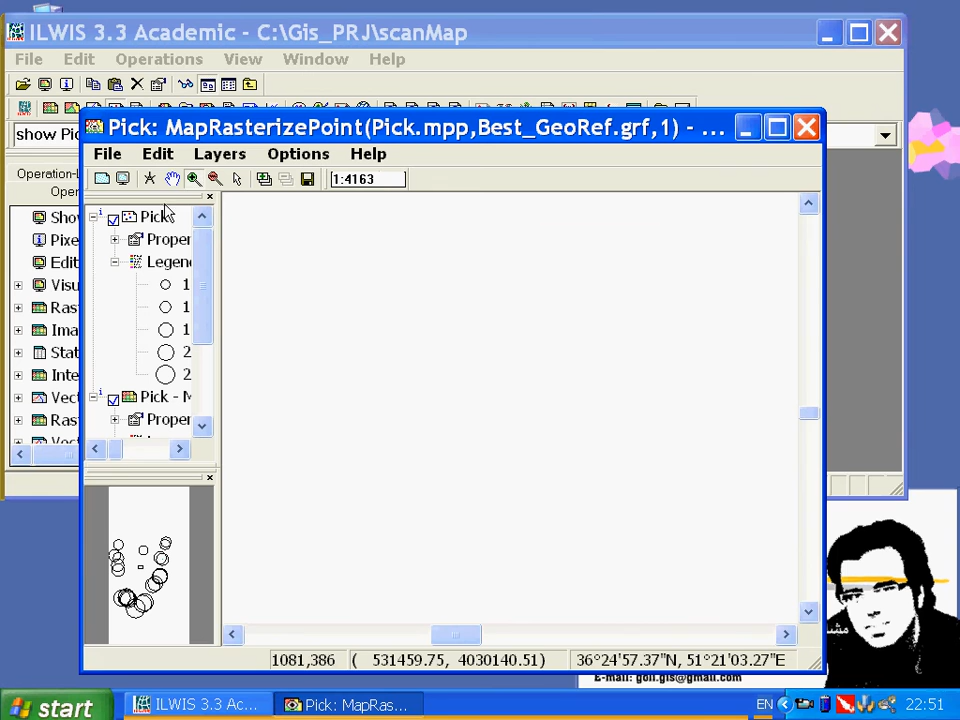 ILWIS 3.3 Academic - C:\Gis_PRJ\scanMap
File Edit Operations View Window Help
show Pic
Operation-L
Oper
Sho
Pixe
Edit
Visu
Ras
Ima
Stat
Inte
Vec
Ras
Vect
Pick: MapRasterizePoint(Pick.mpp,Best_GeoRef.grf,1) - ...
File Edit Layers Options Help
1:4163
Pick
Proper
Legen
1
1
1
2
2
Pick - M
Proper
1081,386 ( 531459.75, 4030140.51) 36°24'57.37"N, 51°21'03.27"E
E-mail: goli.gis@gmail.com
start ILWIS 3.3 Ac... Pick: MapRas... EN 22:51